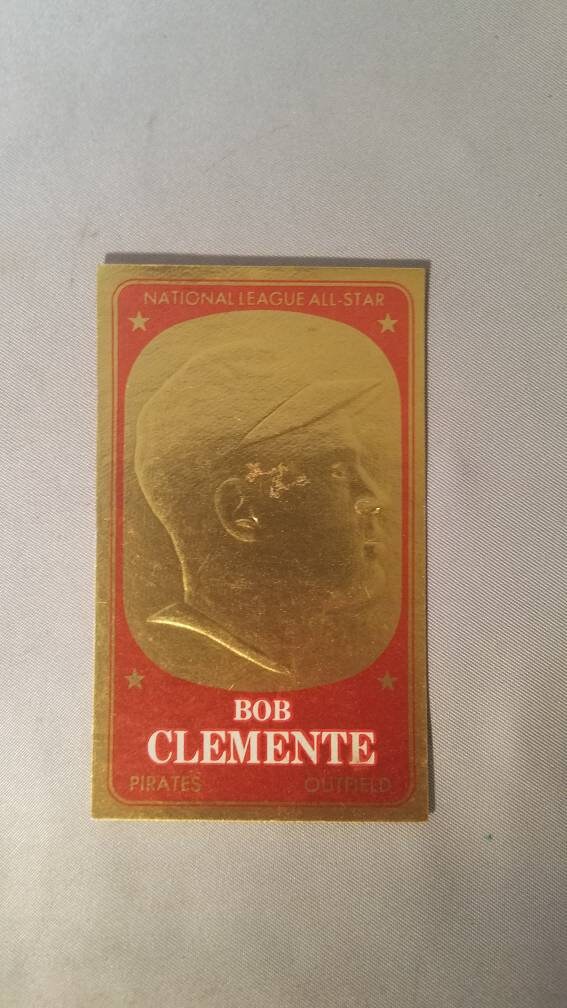 NATIONAL LEAGUE ALL-STAR
BOB
CLEMENTE
PIRATES OUTFIELD